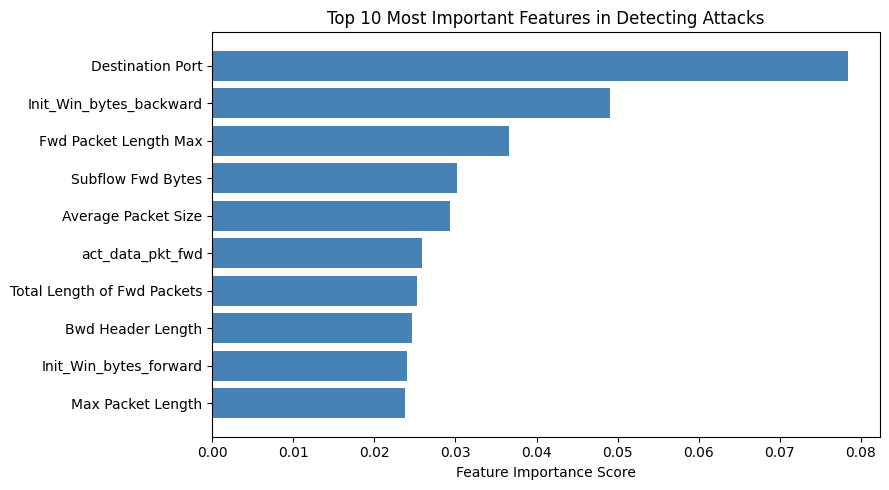 Top 10 Most Important Features in Detecting Attacks
Destination Port
Init_Win_bytes_backward
Fwd Packet Length Max
Subflow Fwd Bytes
Average Packet Size
act_data_pkt_fwd
Total Length of Fwd Packets
Bwd Header Length
Init_Win_bytes_forward
Max Packet Length
0.00 0.01 0.02 0.03 0.04 0.05 0.06 0.07 0.08
Feature Importance Score